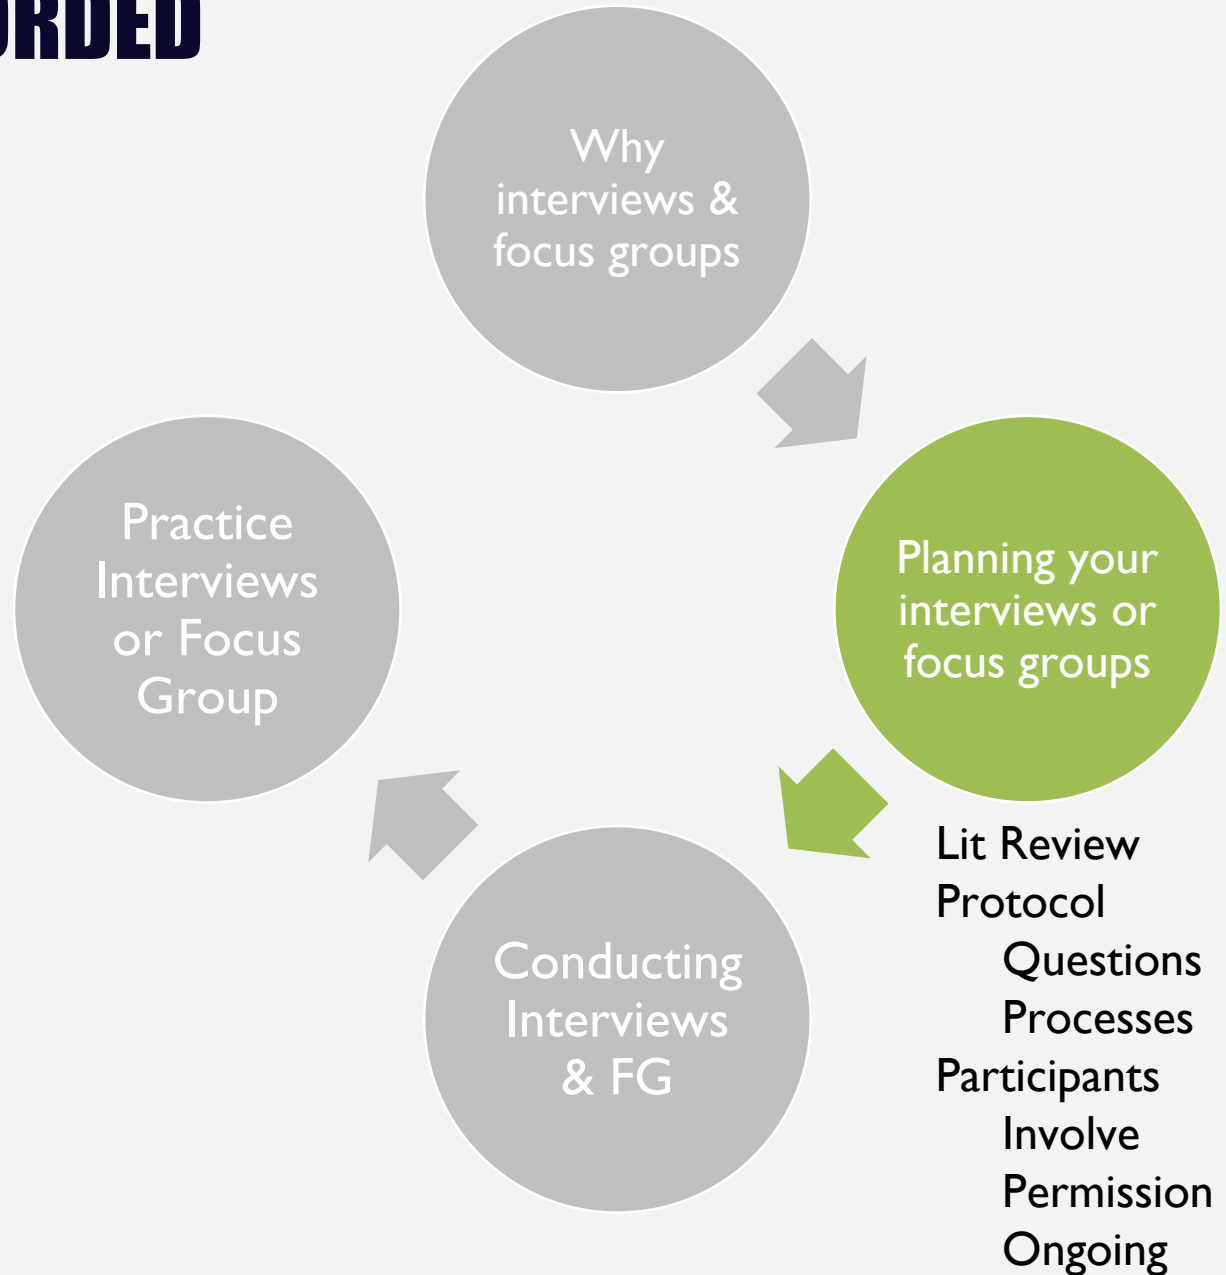 ORDED
Why
interviews &
focus groups
Planning your
interviews or
focus groups
Lit Review
Protocol
Questions
Processes
Participants
Involve
Permission
Ongoing
Conducting
Interviews
& FG
Practice
Interviews
or Focus
Group